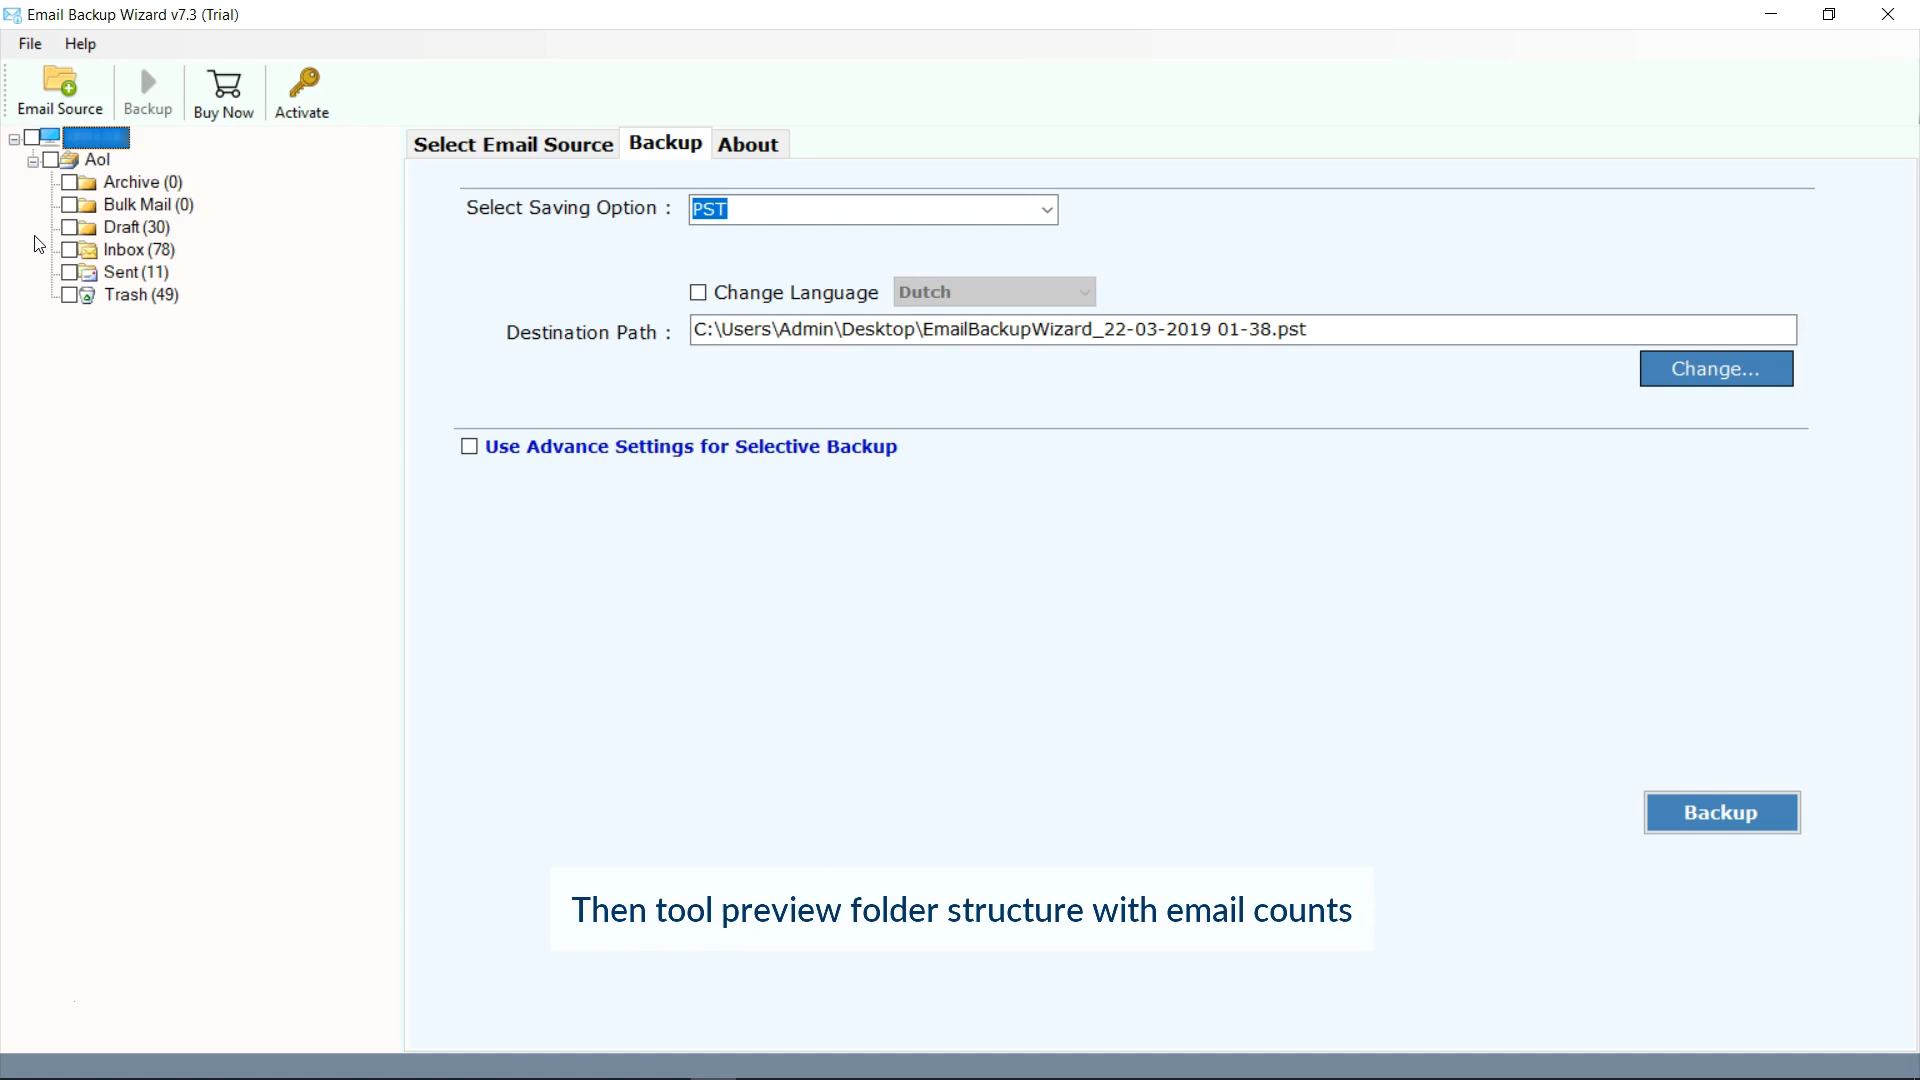 Email Backup Wizard v7.3 (Trial)
File Help
Email Source Backup Buy Now Activate
Aol
Archive (0)
Bulk Mail (0)
Draft (30)
Inbox (78)
Sent (11)
Trash (49)
Select Email Source Backup About
Select Saving Option : PST
Change Language Dutch
Destination Path : C:\Users\Admin\Desktop\EmailBackupWizard_22-03-2019 01-38.pst
Change...
Use Advance Settings for Selective Backup
Backup
Then tool preview folder structure with email counts